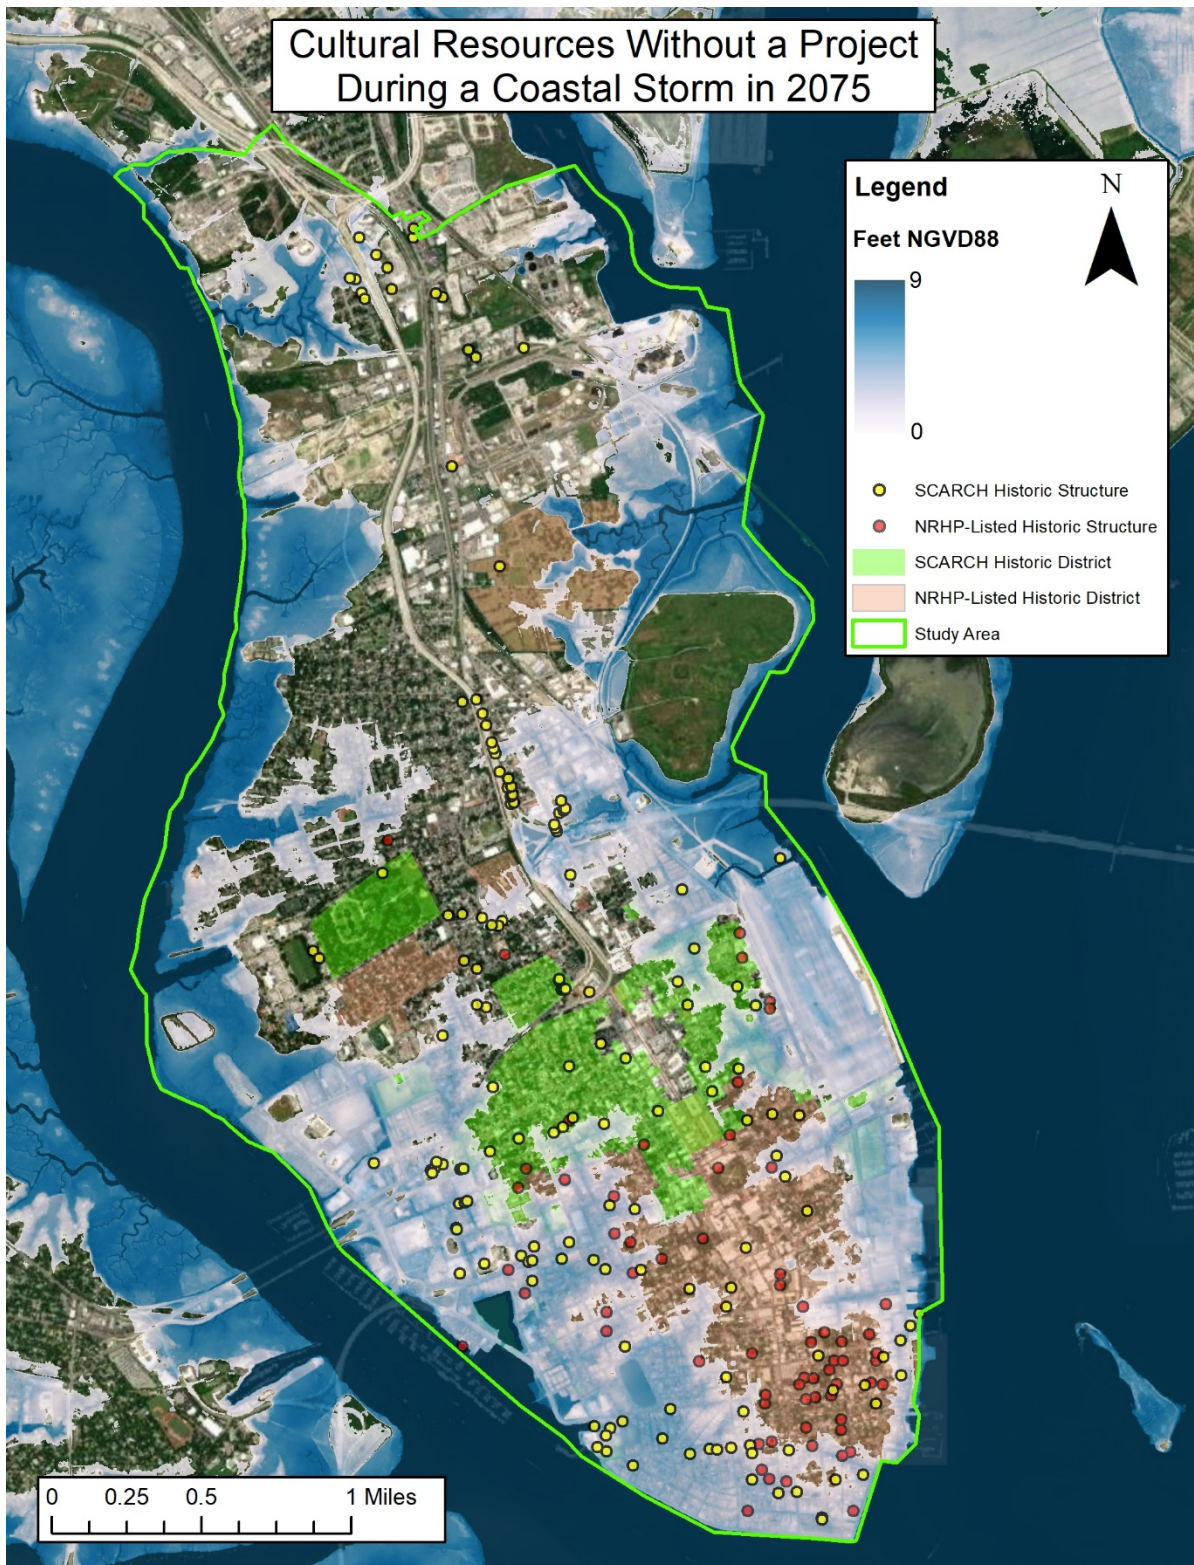 Cultural Resources Without a Project
During a Coastal Storm in 2075
Legend
N
Feet NGVD88
9
0
SCARCH Historic Structure
NRHP-Listed Historic Structure
SCARCH Historic District
NRHP-Listed Historic District
Study Area
0 0.25 0.5 1 Miles